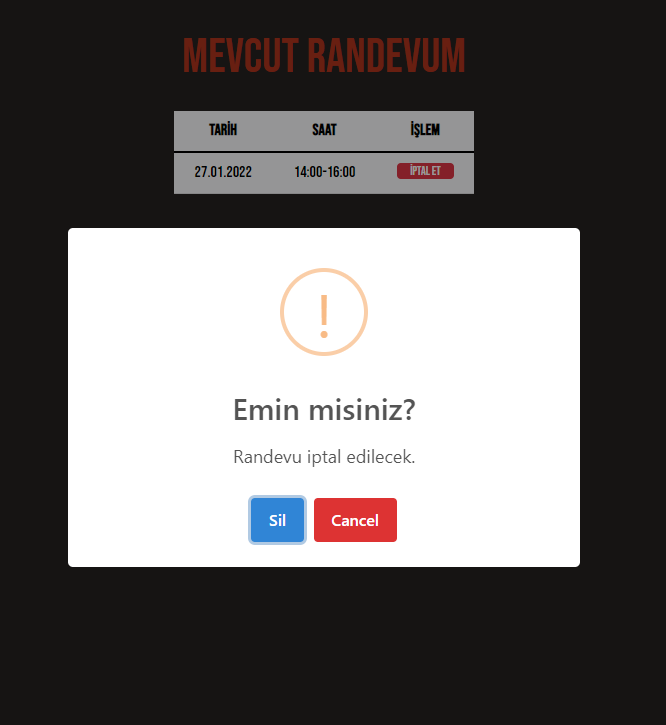 MEVCUT RANDEVUM
TARİH SAAT İŞLEM
27.01.2022 14:00-16:00 İPTAL ET
!
Emin misiniz?
Randevu iptal edilecek.
Sil Cancel